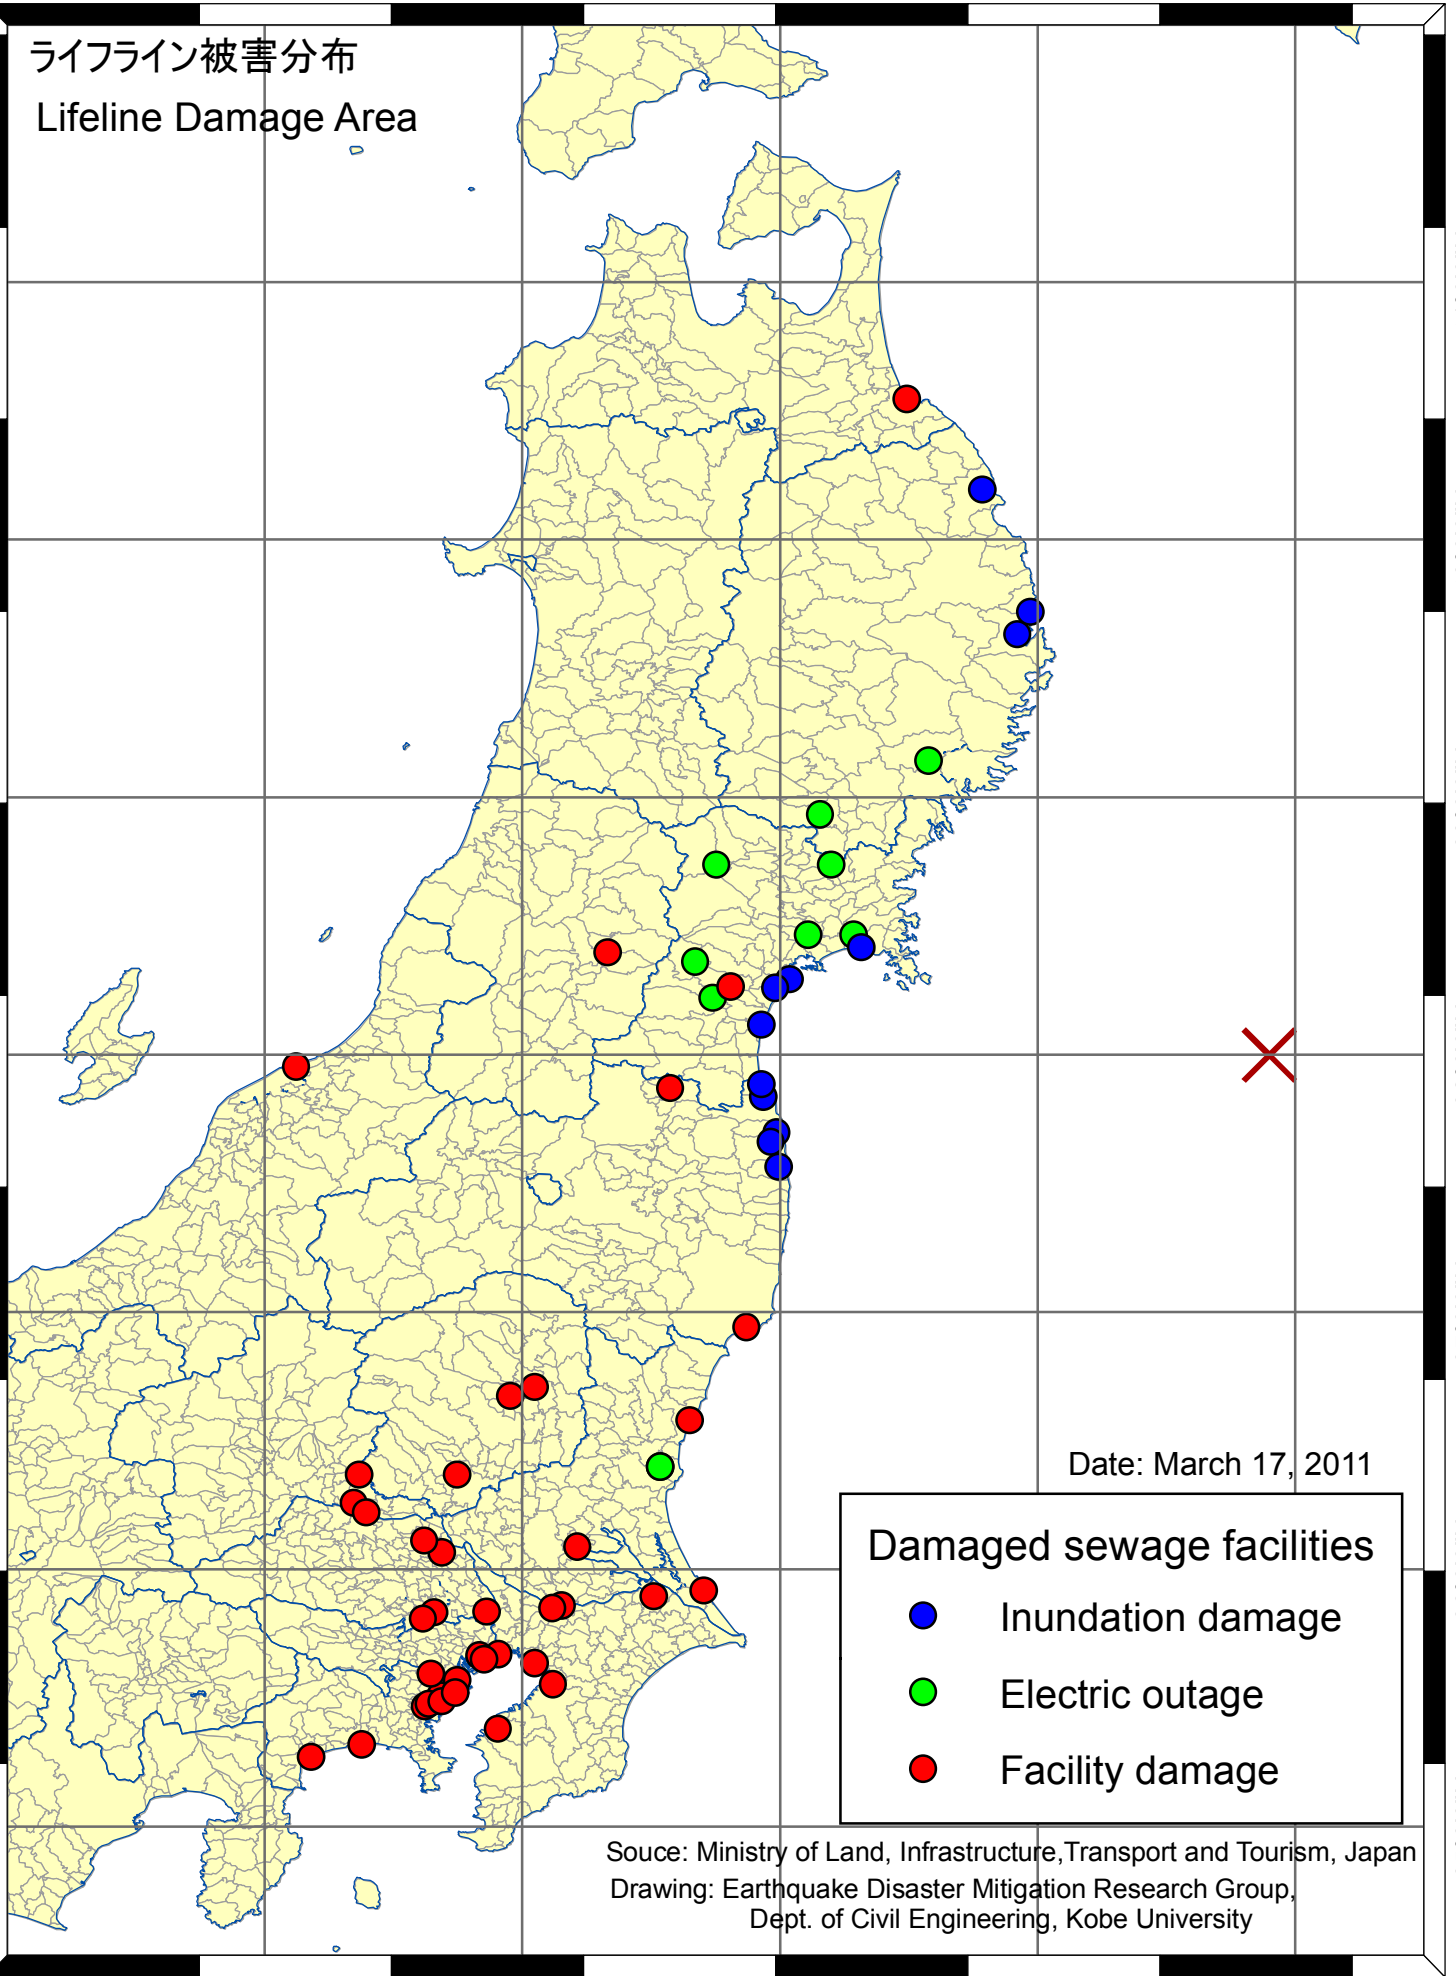 ライフライン被害分布
Lifeline Damage Area
Date: March 17, 2011
Damaged sewage facilities
Inundation damage
Electric outage
Facility damage
Souce: Ministry of Land, Infrastructure,Transport and Tourism, Japan
Drawing: Earthquake Disaster Mitigation Research Group,
Dept. of Civil Engineering, Kobe University